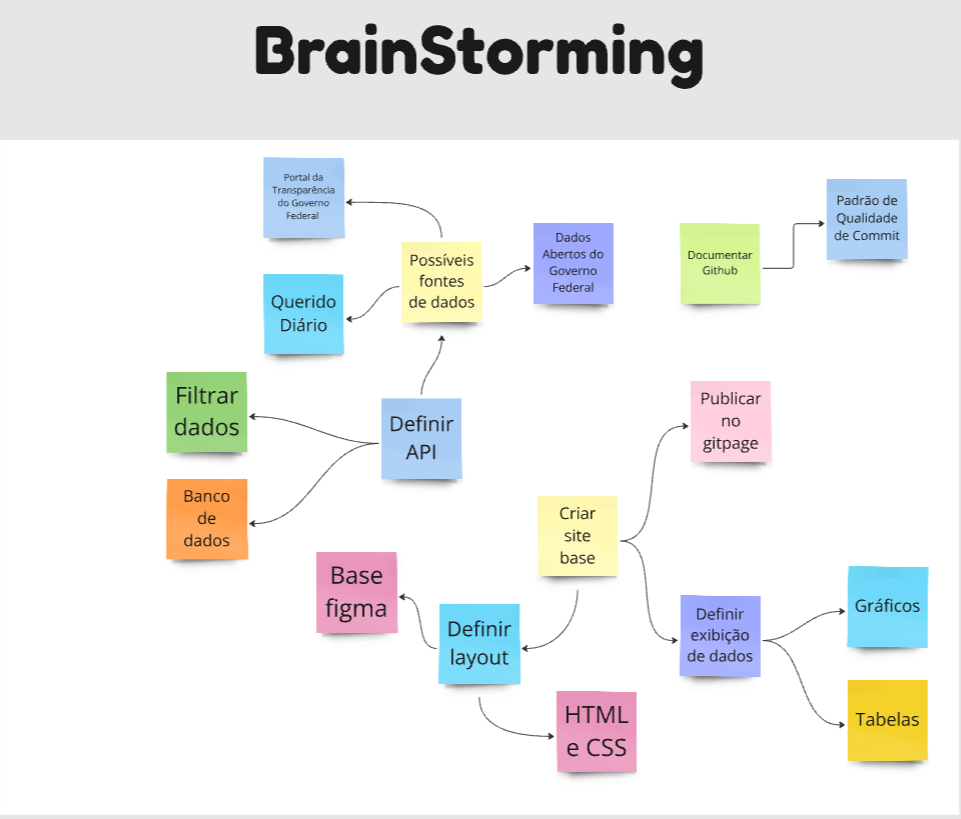 BrainStorming
Portal da
Transparência
do Governo
Federal
Padrão de
Qualidade
de Commit
Possíveis
fontes
de dados
Dados
Abertos do
Governo
Federal
Documentar
Github
Querido
Diário
Filtrar
dados
Definir
API
Publicar
no
gitpage
Banco
de
dados
Criar
site
base
Base
figma
Definir
layout
Definir
exibição
de dados
Gráficos
HTML
e CSS
Tabelas